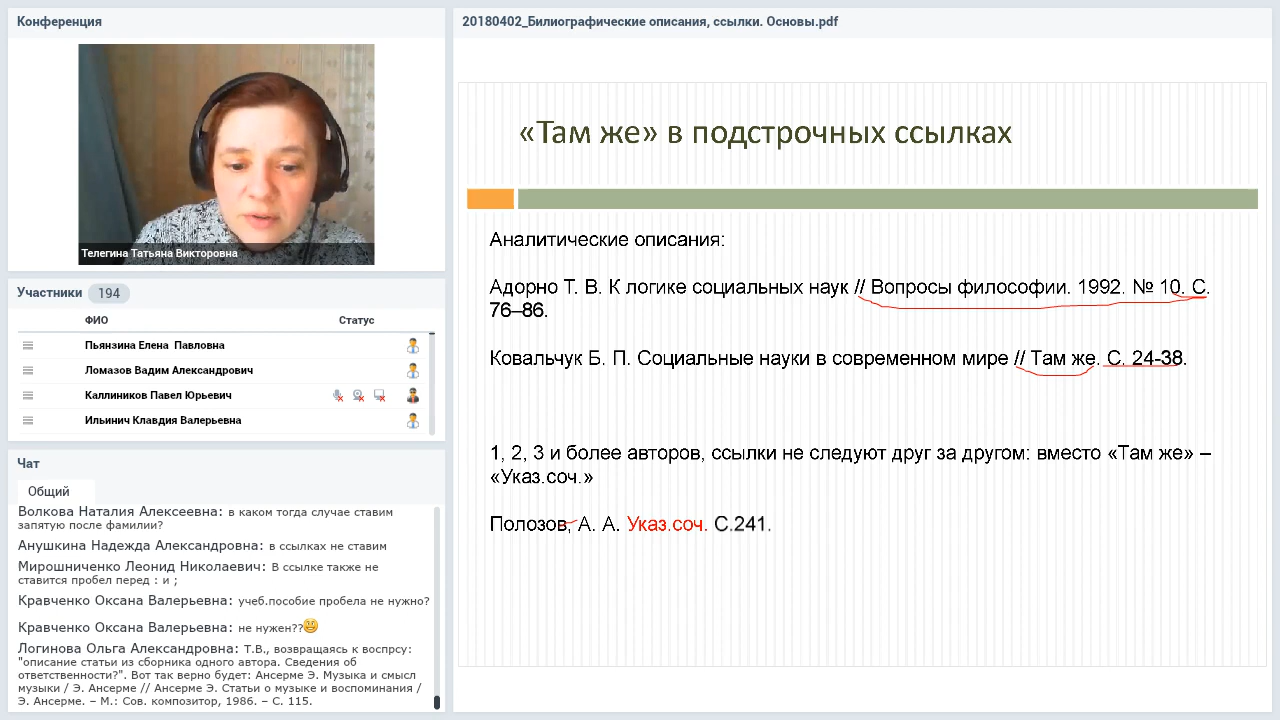 Конференция
Телегина Татьяна Викторовна
Участники 194
ФИО Статус
Пьянзина Елена Павловна
Ломазов Вадим Александрович
Каллиников Павел Юрьевич
Ильинич Клавдия Валерьевна
Чат
Общий
Волкова Наталия Алексеевна: в каком тогда случае ставим
запятую после фамилии?
Анушкина Надежда Александровна: в ссылках не ставим
Мирошниченко Леонид Николаевич: В ссылке также не
ставится пробел перед : и ;
Кравченко Оксана Валерьевна: учеб.пособие пробела не нужно?
Кравченко Оксана Валерьевна: не нужен??
Логинова Ольга Александровна: Т.В., возвращаясь к воспрсу:
"описание статьи из сборника одного автора. Сведения об
ответственности?". Вот так верно будет: Ансерме Э. Музыка и смысл
музыки / Э. Ансерме // Ансерме Э. Статьи о музыке и воспоминания /
Э. Ансерме. – М.: Сов. композитор, 1986. – С. 115.
20180402_Билиографические описания, ссылки. Основы.pdf
«Там же» в подстрочных ссылках
Аналитические описания:
Адорно Т. В. К логике социальных наук // Вопросы философии. 1992. № 10. С.
76–86.
Ковальчук Б. П. Социальные науки в современном мире // Там же. С. 24-38.
1, 2, 3 и более авторов, ссылки не следуют друг за другом: вместо «Там же» –
«Указ.соч.»
Полозов, А. А. Указ.соч. С.241.